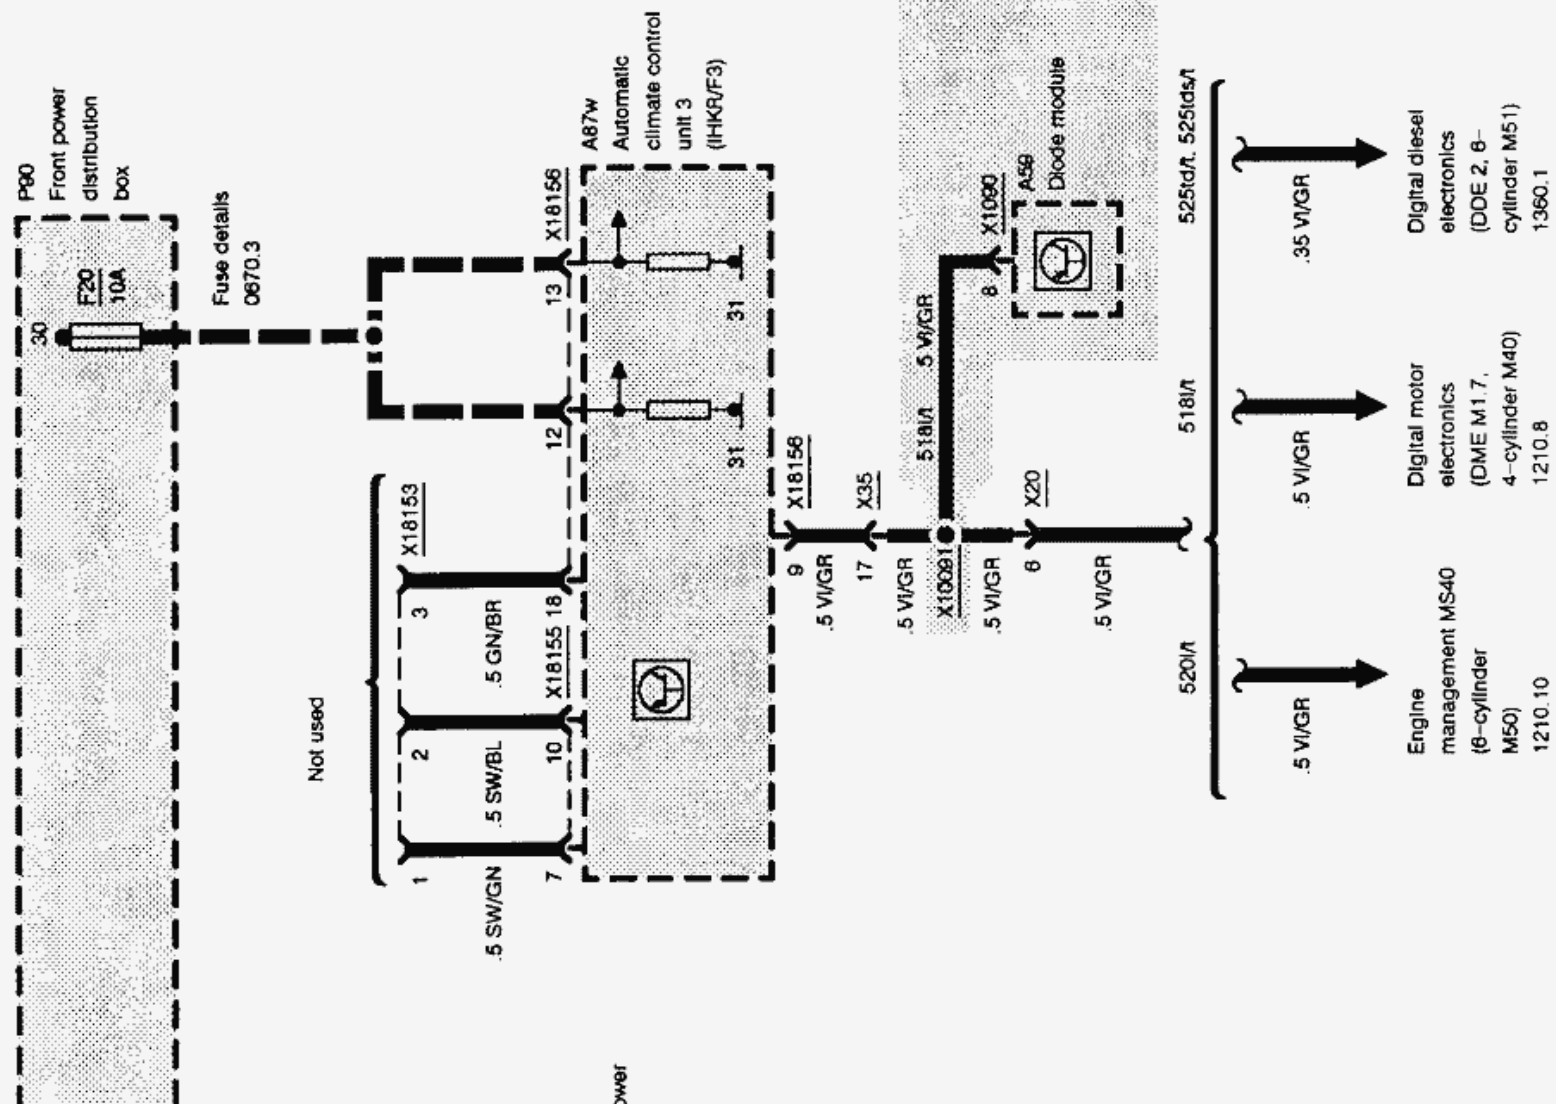 P90
Front power
distribution
box
30
F20
10A
Fuse details
0670.3
Not used
X18153
3
2
1
.5 GN/BR
.5 SW/BL
.5 SW/GN
X18156
13
12
18
X18155
10
7
A87w
Automatic
climate control
unit 3
(IHKR/F3)
31
31
X18156
9
.5 VI/GR
X35
17
.5 VI/GR
X10091
518i/t
.5 VI/GR
X1090
8
A59
Diode module
.5 VI/GR
X20
6
.5 VI/GR
520i/t
518i/t
525td/t. 525tds/t
.5 VI/GR
.5 VI/GR
.35 VI/GR
Engine
management MS40
(6–cylinder
M50)
1210.10
Digital motor
electronics
(DME M1.7,
4–cylinder M40)
1210.8
Digital diesel
electronics
(DDE 2, 6–
cylinder M51)
1360.1
ower